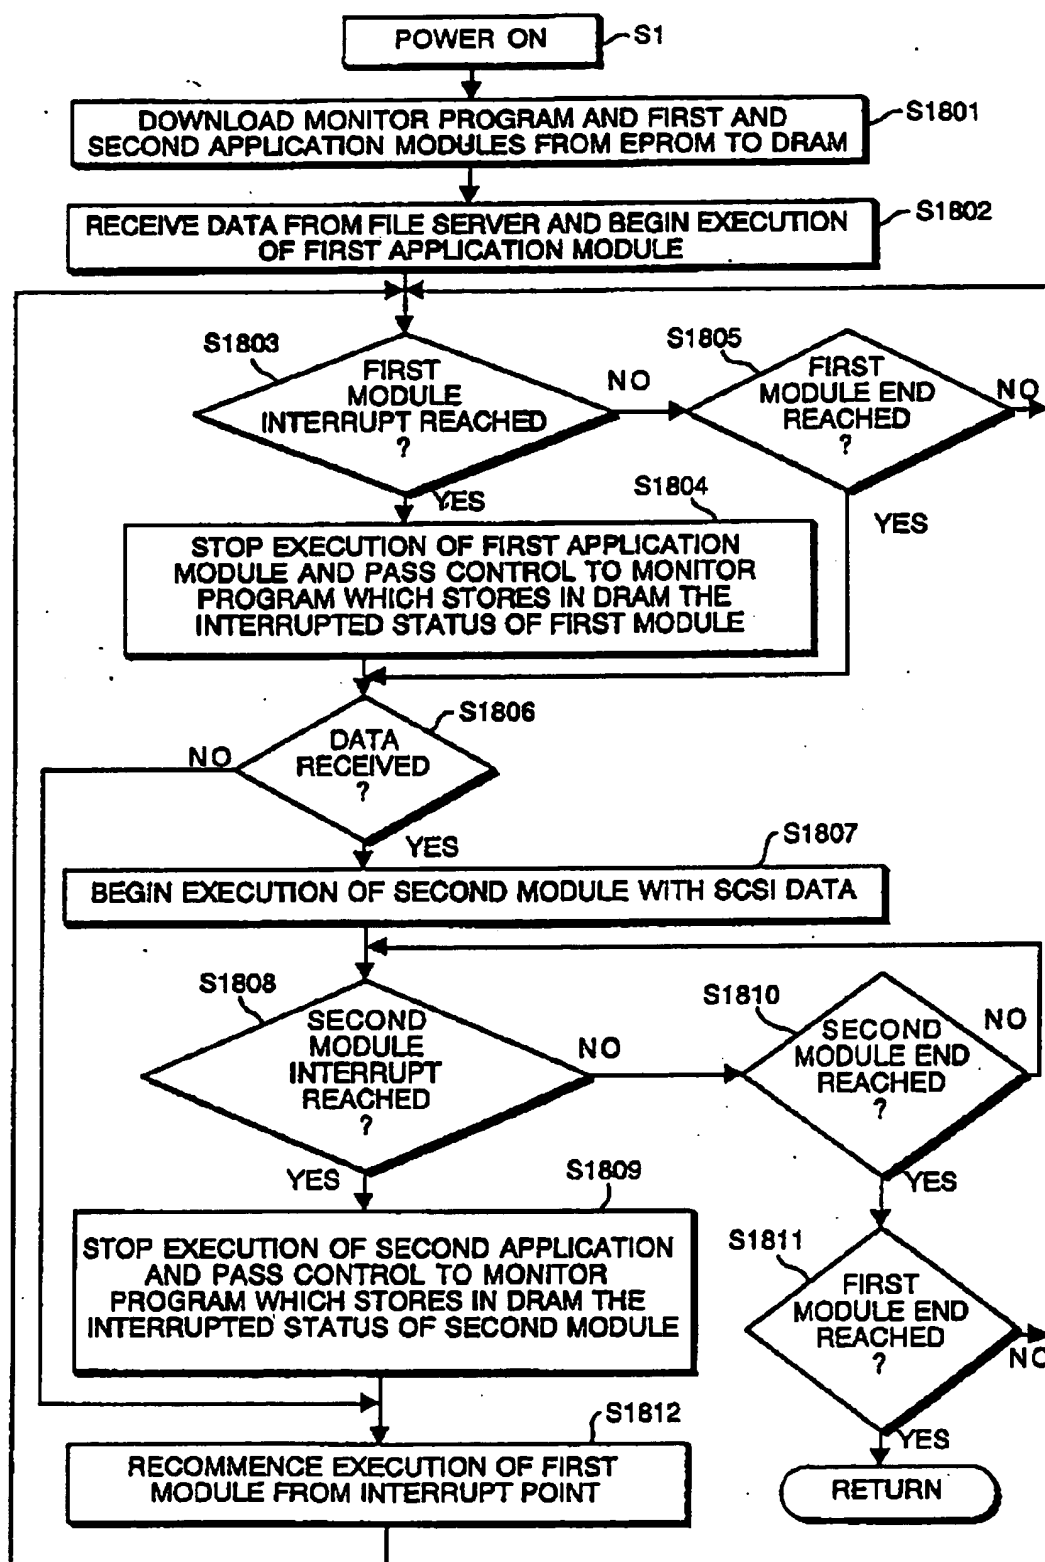 POWER ON
S1
DOWNLOAD MONITOR PROGRAM AND FIRST AND
SECOND APPLICATION MODULES FROM EPROM TO DRAM
S1801
RECEIVE DATA FROM FILE SERVER AND BEGIN EXECUTION
OF FIRST APPLICATION MODULE
S1802
S1803
FIRST
MODULE
INTERRUPT REACHED
?
NO
YES
S1805
FIRST
MODULE END
REACHED
?
NO
YES
S1804
STOP EXECUTION OF FIRST APPLICATION
MODULE AND PASS CONTROL TO MONITOR
PROGRAM WHICH STORES IN DRAM THE
INTERRUPTED STATUS OF FIRST MODULE
S1806
DATA
RECEIVED
?
NO
YES
S1807
BEGIN EXECUTION OF SECOND MODULE WITH SCSI DATA
S1808
SECOND
MODULE
INTERRUPT
REACHED
?
NO
YES
S1810
SECOND
MODULE END
REACHED
?
NO
YES
S1809
STOP EXECUTION OF SECOND APPLICATION
AND PASS CONTROL TO MONITOR
PROGRAM WHICH STORES IN DRAM THE
INTERRUPTED STATUS OF SECOND MODULE
S1811
FIRST
MODULE END
REACHED
?
NO
YES
S1812
RECOMMENCE EXECUTION OF FIRST
MODULE FROM INTERRUPT POINT
RETURN